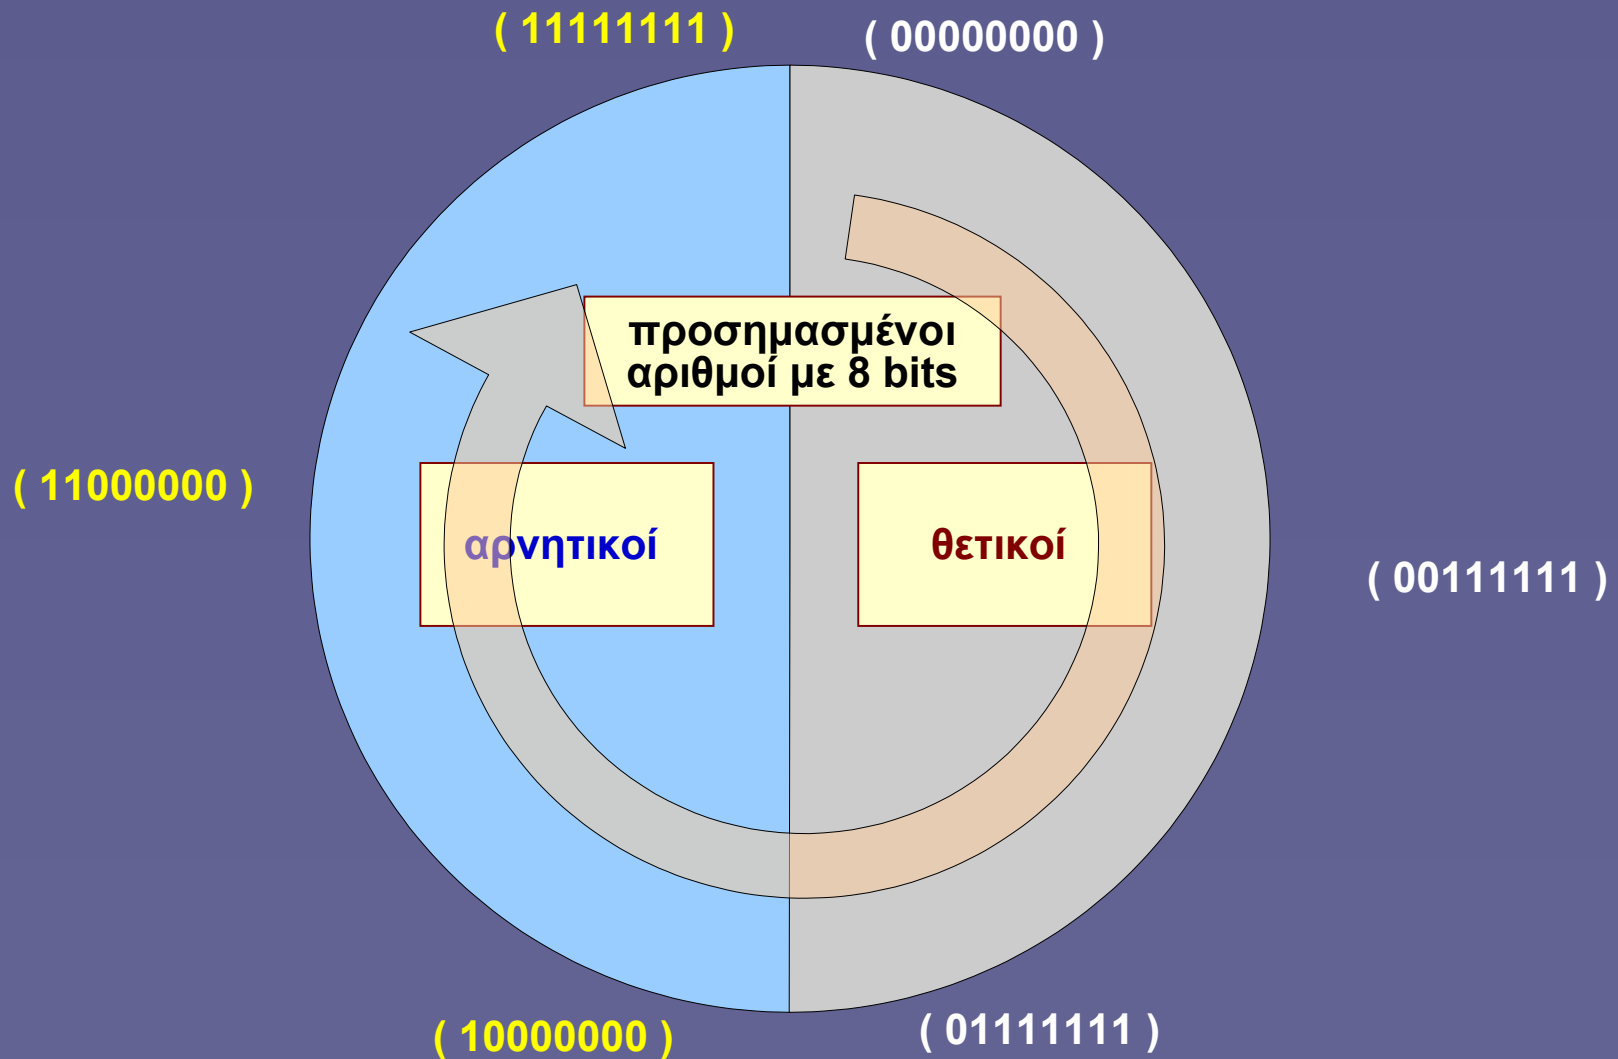 ( 11111111 )
( 00000000 )
προσημασμένοι
αριθμοί με 8 bits
( 11000000 )
αρνητικοί
θετικοί
( 00111111 )
( 10000000 )
( 01111111 )